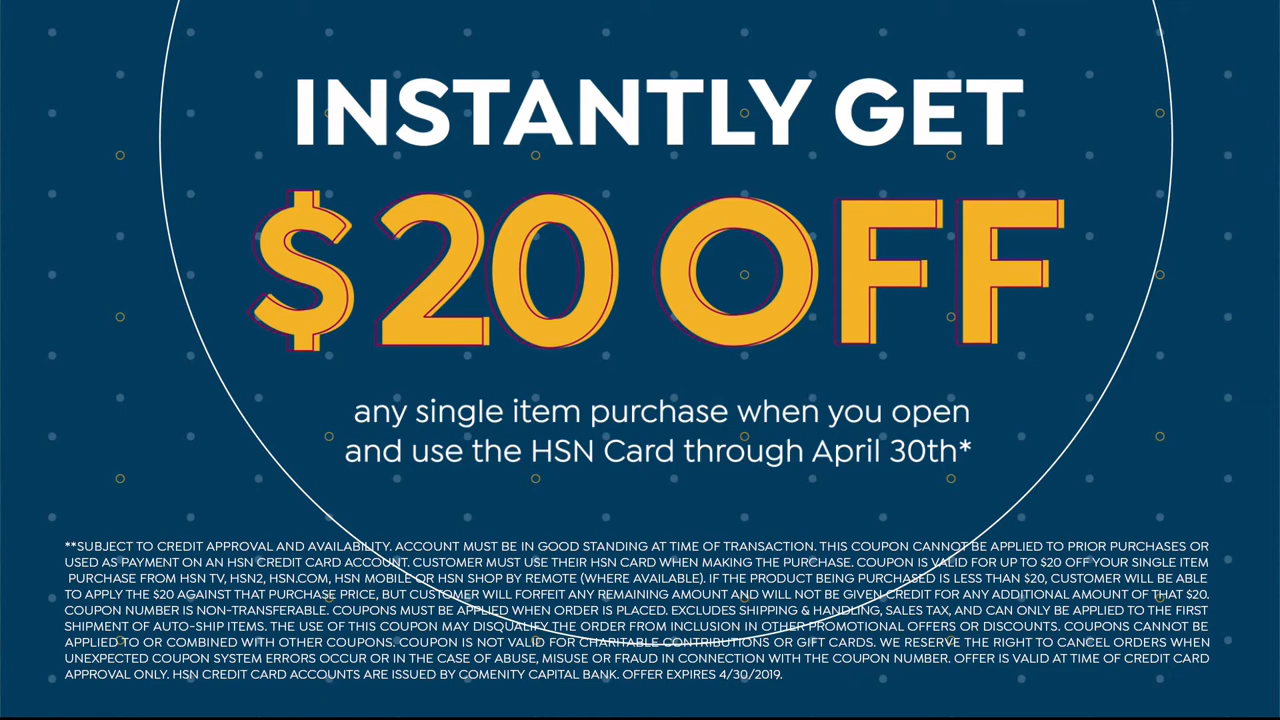 INSTANTLY GET
$20 OFF
any single item purchase when you open
and use the HSN Card through April 30th*
**SUBJECT TO CREDIT APPROVAL AND AVAILABILITY. ACCOUNT MUST BE IN GOOD STANDING AT TIME OF TRANSACTION. THIS COUPON CANNOT BE APPLIED TO PRIOR PURCHASES OR
USED AS PAYMENT ON AN HSN CREDIT CARD ACCOUNT. CUSTOMER MUST USE THEIR HSN CARD WHEN MAKING THE PURCHASE. COUPON IS VALID FOR UP TO $20 OFF YOUR SINGLE ITEM
PURCHASE FROM HSN TV, HSN2, HSN.COM, HSN MOBILE OR HSN SHOP BY REMOTE (WHERE AVAILABLE). IF THE PRODUCT BEING PURCHASED IS LESS THAN $20, CUSTOMER WILL BE ABLE
TO APPLY THE $20 AGAINST THAT PURCHASE PRICE, BUT CUSTOMER WILL FORFEIT ANY REMAINING AMOUNT AND WILL NOT BE GIVEN CREDIT FOR ANY ADDITIONAL AMOUNT OF THAT $20.
COUPON NUMBER IS NON-TRANSFERABLE. COUPONS MUST BE APPLIED WHEN ORDER IS PLACED. EXCLUDES SHIPPING & HANDLING, SALES TAX, AND CAN ONLY BE APPLIED TO THE FIRST
SHIPMENT OF AUTO-SHIP ITEMS. THE USE OF THIS COUPON MAY DISQUALIFY THE ORDER FROM INCLUSION IN OTHER PROMOTIONAL OFFERS OR DISCOUNTS. COUPONS CANNOT BE
APPLIED TO OR COMBINED WITH OTHER COUPONS. COUPON IS NOT VALID FOR CHARITABLE CONTRIBUTIONS OR GIFT CARDS. WE RESERVE THE RIGHT TO CANCEL ORDERS WHEN
UNEXPECTED COUPON SYSTEM ERRORS OCCUR OR IN THE CASE OF ABUSE, MISUSE OR FRAUD IN CONNECTION WITH THE COUPON NUMBER. OFFER IS VALID AT TIME OF CREDIT CARD
APPROVAL ONLY. HSN CREDIT CARD ACCOUNTS ARE ISSUED BY COMENITY CAPITAL BANK. OFFER EXPIRES 4/30/2019.